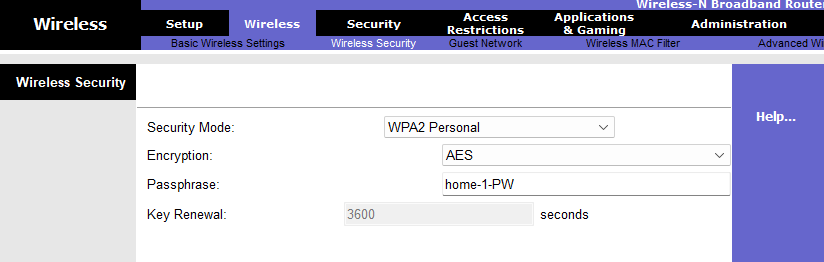 Wireless-N Broadband Router
Wireless
Setup Wireless Security Access Restrictions Applications & Gaming Administration
Basic Wireless Settings Wireless Security Guest Network Wireless MAC Filter Advanced Wi
Wireless Security
Help...
Security Mode: WPA2 Personal
Encryption: AES
Passphrase: home-1-PW
Key Renewal: 3600 seconds